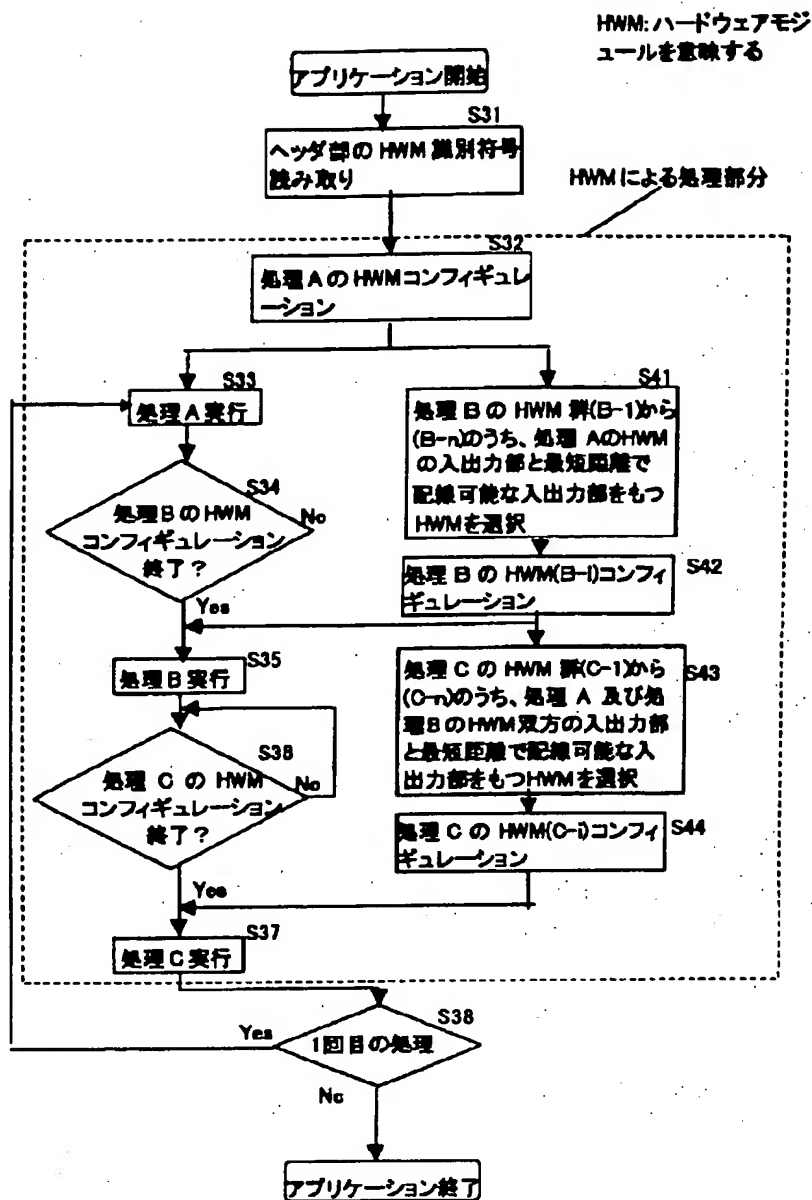 HWM: ハードウェアモジ
ュールを意味する
アプリケーション開始
S31
ヘッダ部の HWM 識別符号
読み取り
HWM による処理部分
S32
処理 A の HWM コンフィギュレ
ーション
S33
処理 A 実行
S41
処理 B の HWM 群(B-1)から
(B-n)のうち、処理 AのHWM
の入出力部と最短距離で
配線可能な入出力部をもつ
HWMを選択
S34
処理 B の HWM
コンフィギュレーション
終了?
No
Yes
処理 B の HWM(B-i)コンフィ
ギュレーション
S42
S35
処理 B 実行
処理 C の HWM 群(C-1)から
(C-n)のうち、処理 A 及び処
理BのHWM双方の入出力部
と最短距離で配線可能な入
出力部をもつHWMを選択
S43
S38
処理 C の HWM
コンフィギュレーション
終了?
No
Yes
処理 C の HWM(C-i)コンフィ
ギュレーション
S44
S37
処理 C 実行
S38
1回目の処理
Yes
No
アプリケーション終了